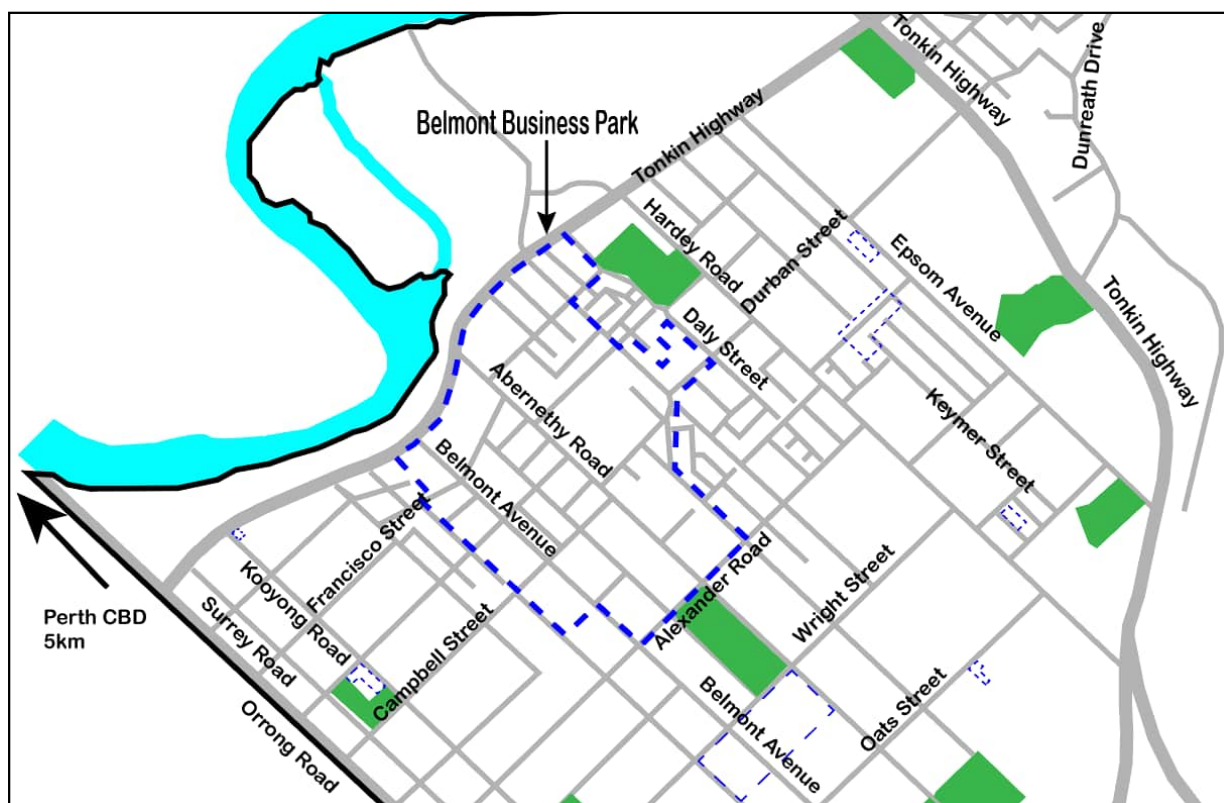 Tonkin Highway
Dunreath Drive
Tonkin Highway
Belmont Business Park
Hardey Road
Durban Street
Epsom Avenue
Tonkin Highway
Daly Street
Abernethy Road
Keymer Street
Belmont Avenue
Francisco Street
Kooyong Road
Alexander Road
Wright Street
Perth CBD
5km
Surrey Road
Campbell Street
Belmont Avenue
Oats Street
Orrong Road